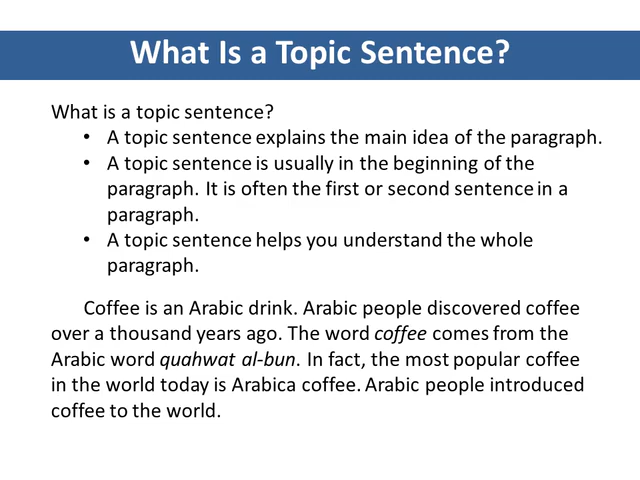 What Is a Topic Sentence?
What is a topic sentence?
• A topic sentence explains the main idea of the paragraph.
• A topic sentence is usually in the beginning of the
paragraph. It is often the first or second sentence in a
paragraph.
• A topic sentence helps you understand the whole
paragraph.
Coffee is an Arabic drink. Arabic people discovered coffee
over a thousand years ago. The word coffee comes from the
Arabic word quahwat al-bun. In fact, the most popular coffee
in the world today is Arabica coffee. Arabic people introduced
coffee to the world.